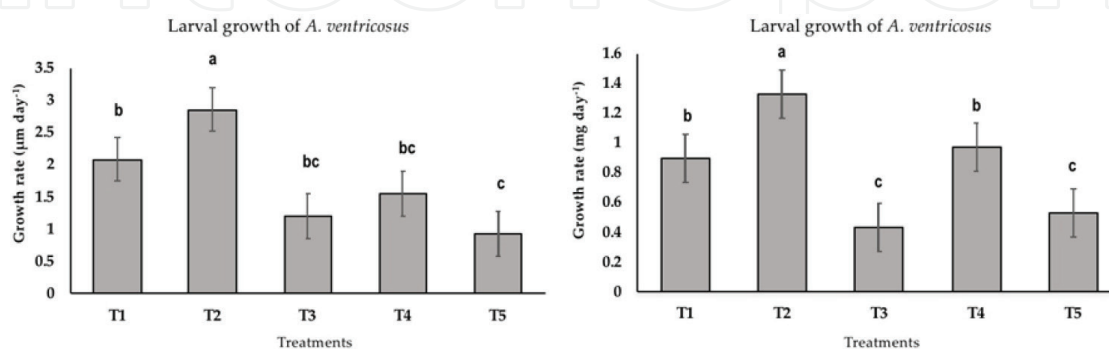 Larval growth of A. ventricosus
Growth rate (µm day-1)
3.5
3
2.5
2
1.5
1
0.5
0
b
a
bc
bc
c
T1 T2 T3 T4 T5
Treatments
Larval growth of A. ventricosus
Growth rate (mg day-1)
1.6
1.4
1.2
1
0.8
0.6
0.4
0.2
0
b
a
c
b
c
T1 T2 T3 T4 T5
Treatments